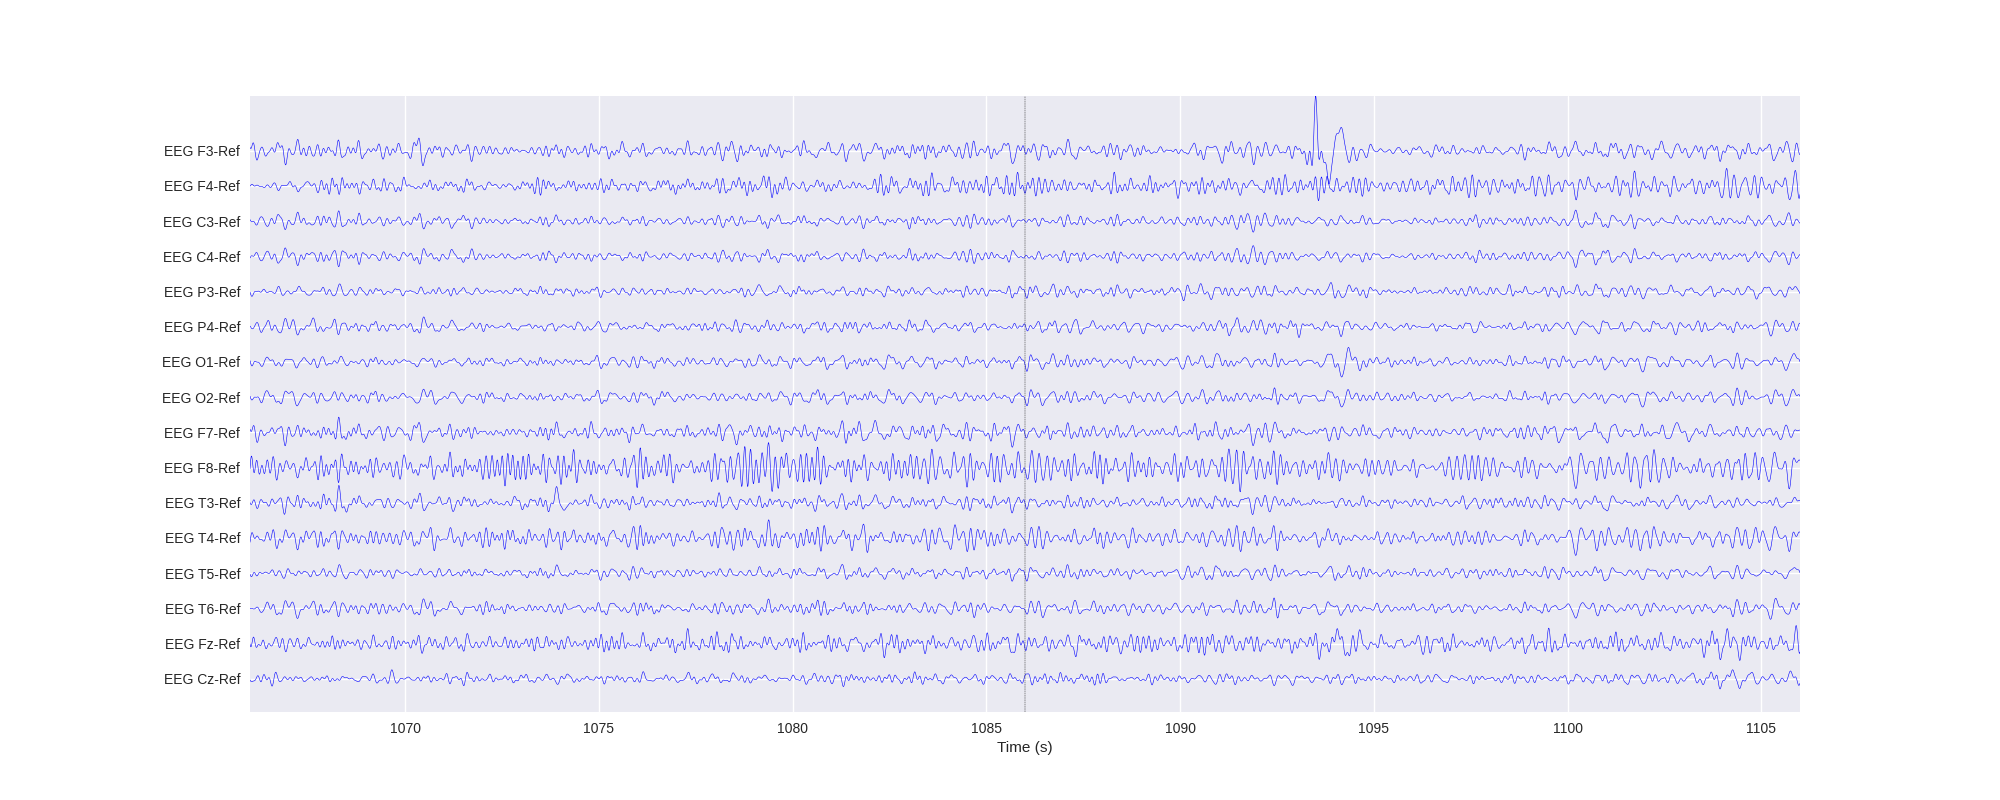 EEG F3-Ref
EEG F4-Ref
EEG C3-Ref
EEG C4-Ref
EEG P3-Ref
EEG P4-Ref
EEG O1-Ref
EEG O2-Ref
EEG F7-Ref
EEG F8-Ref
EEG T3-Ref
EEG T4-Ref
EEG T5-Ref
EEG T6-Ref
EEG Fz-Ref
EEG Cz-Ref
1070 1075 1080 1085 1090 1095 1100 1105
Time (s)